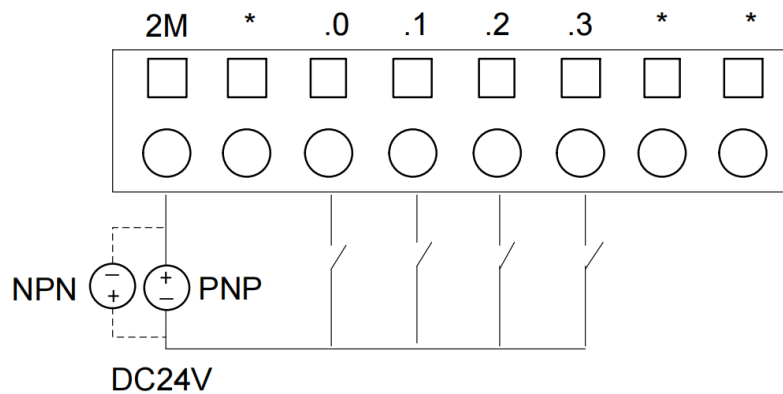 2M * .0 .1 .2 .3 * *
NPN − + + − PNP
DC24V